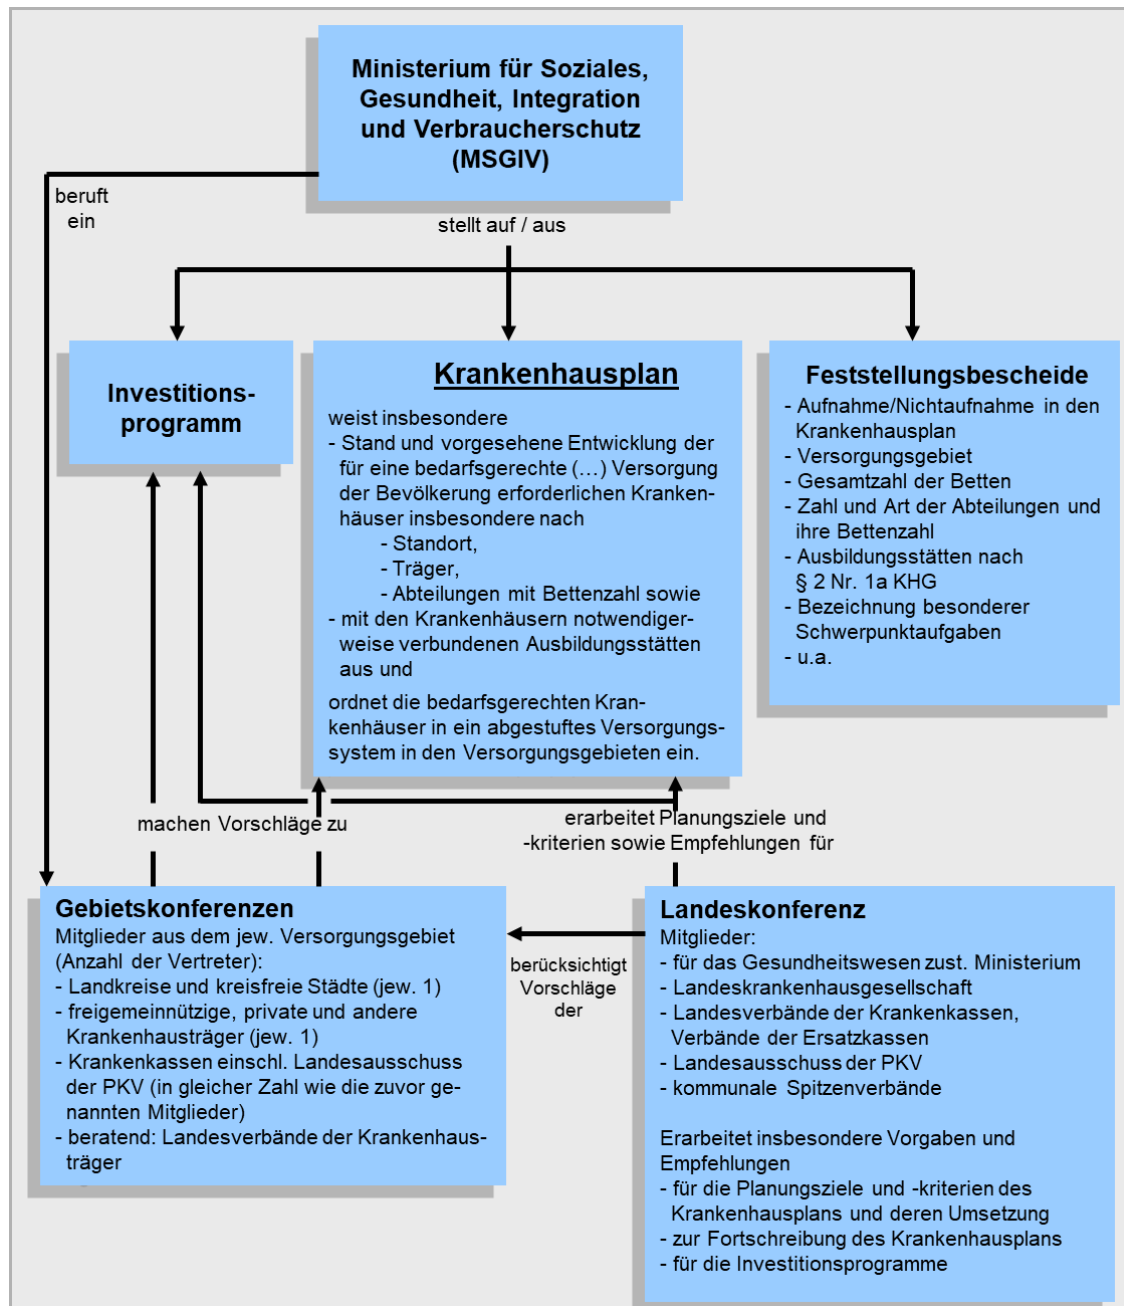 Ministerium für Soziales,
Gesundheit, Integration
und Verbraucherschutz
(MSGIV)
beruft
ein
stellt auf / aus
Investitions-
programm
Krankenhausplan
weist insbesondere
- Stand und vorgesehene Entwicklung der
für eine bedarfsgerechte (…) Versorgung
der Bevölkerung erforderlichen Kranken-
häuser insbesondere nach
- Standort,
- Träger,
- Abteilungen mit Bettenzahl sowie
- mit den Krankenhäusern notwendiger-
weise verbundenen Ausbildungsstätten
aus und
ordnet die bedarfsgerechten Kran-
kenhäuser in ein abgestuftes Versorgungs-
system in den Versorgungsgebieten ein.
Feststellungsbescheide
- Aufnahme/Nichtaufnahme in den
Krankenhausplan
- Versorgungsgebiet
- Gesamtzahl der Betten
- Zahl und Art der Abteilungen und
ihre Bettenzahl
- Ausbildungsstätten nach
§ 2 Nr. 1a KHG
- Bezeichnung besonderer
Schwerpunktaufgaben
- u.a.
machen Vorschläge zu
erarbeitet Planungsziele und
-kriterien sowie Empfehlungen für
Gebietskonferenzen
Mitglieder aus dem jew. Versorgungsgebiet
(Anzahl der Vertreter):
- Landkreise und kreisfreie Städte (jew. 1)
- freigemeinnützige, private und andere
Krankenhausträger (jew. 1)
- Krankenkassen einschl. Landesausschuss
der PKV (in gleicher Zahl wie die zuvor ge-
nannten Mitglieder)
- beratend: Landesverbände der Krankenhaus-
träger
berücksichtigt
Vorschläge
der
Landeskonferenz
Mitglieder:
- für das Gesundheitswesen zust. Ministerium
- Landeskrankenhausgesellschaft
- Landesverbände der Krankenkassen,
Verbände der Ersatzkassen
- Landesausschuss der PKV
- kommunale Spitzenverbände
Erarbeitet insbesondere Vorgaben und
Empfehlungen
- für die Planungsziele und -kriterien des
Krankenhausplans und deren Umsetzung
- zur Fortschreibung des Krankenhausplans
- für die Investitionsprogramme